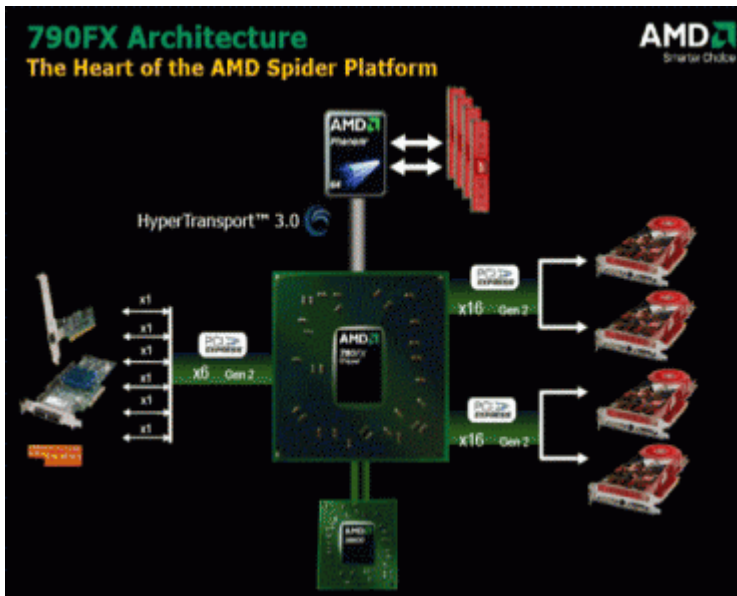 790FX Architecture
The Heart of the AMD Spider Platform
AMD
Smarter Choice
AMD
Phenom
64
HyperTransport™ 3.0
PCI
EXPRESS
x16 Gen 2
x1
x1
x1
x1
x1
x1
PCI
EXPRESS
x6 Gen 2
AMD
790FX
Chipset
PCI
EXPRESS
x16 Gen 2
AMD